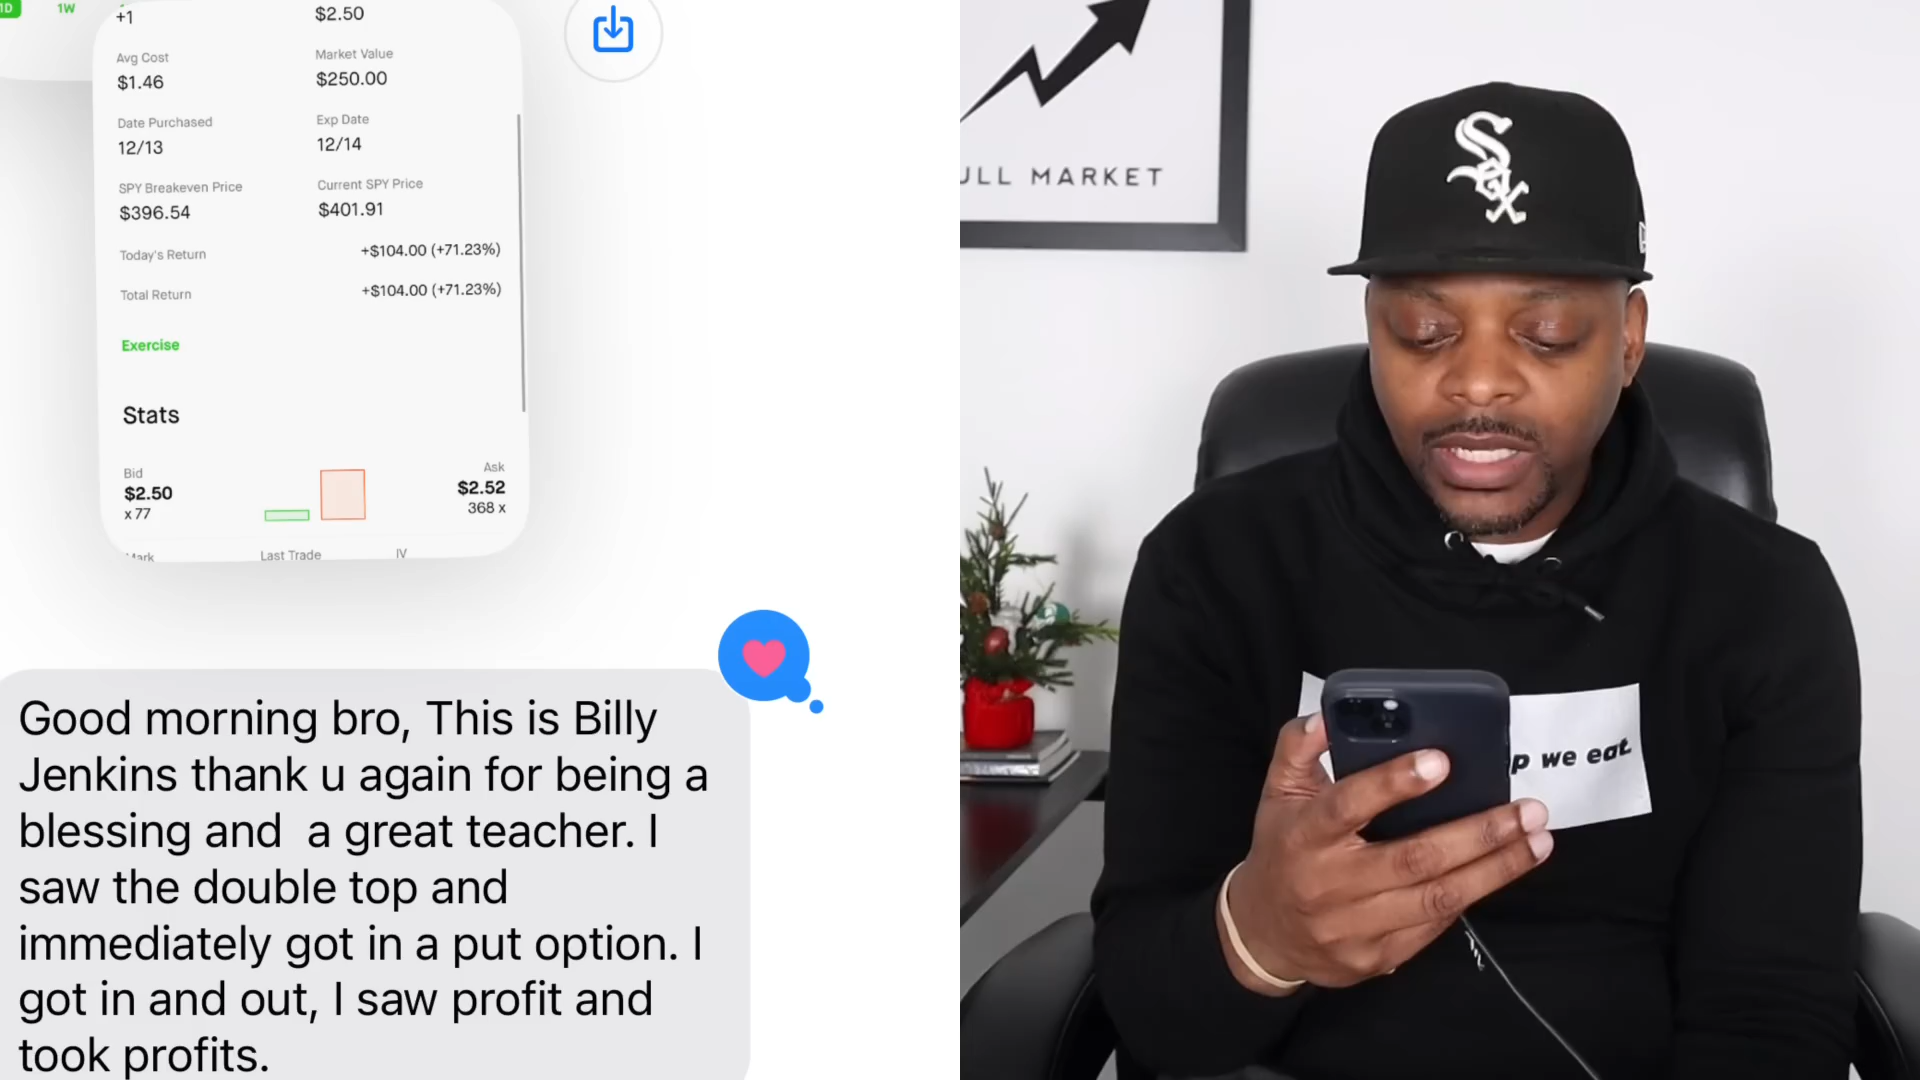 1D 1W
+1 $2.50
Avg Cost Market Value
$1.46 $250.00
Date Purchased Exp Date
12/13 12/14
SPY Breakeven Price Current SPY Price
$396.54 $401.91
Today's Return +$104.00 (+71.23%)
Total Return +$104.00 (+71.23%)
Exercise
Stats
Bid Ask
$2.50 $2.52
x 77 368 x
Mark Last Trade IV
Good morning bro, This is Billy
Jenkins thank u again for being a
blessing and a great teacher. I
saw the double top and
immediately got in a put option. I
got in and out, I saw profit and
took profits.
ULL MARKET
Sox
p we eat.